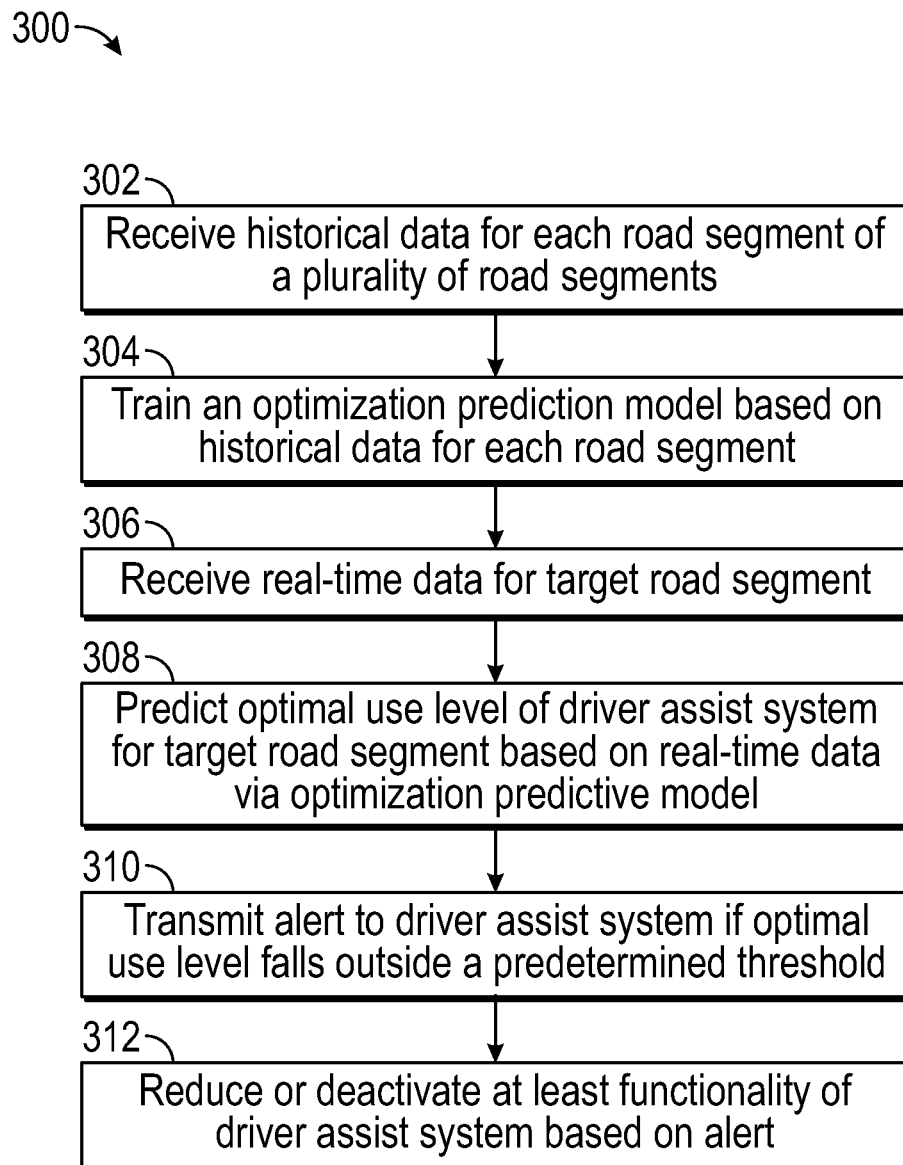 300
302
Receive historical data for each road segment of
a plurality of road segments
304
Train an optimization prediction model based on
historical data for each road segment
306
Receive real-time data for target road segment
308
Predict optimal use level of driver assist system
for target road segment based on real-time data
via optimization predictive model
310
Transmit alert to driver assist system if optimal
use level falls outside a predetermined threshold
312
Reduce or deactivate at least functionality of
driver assist system based on alert